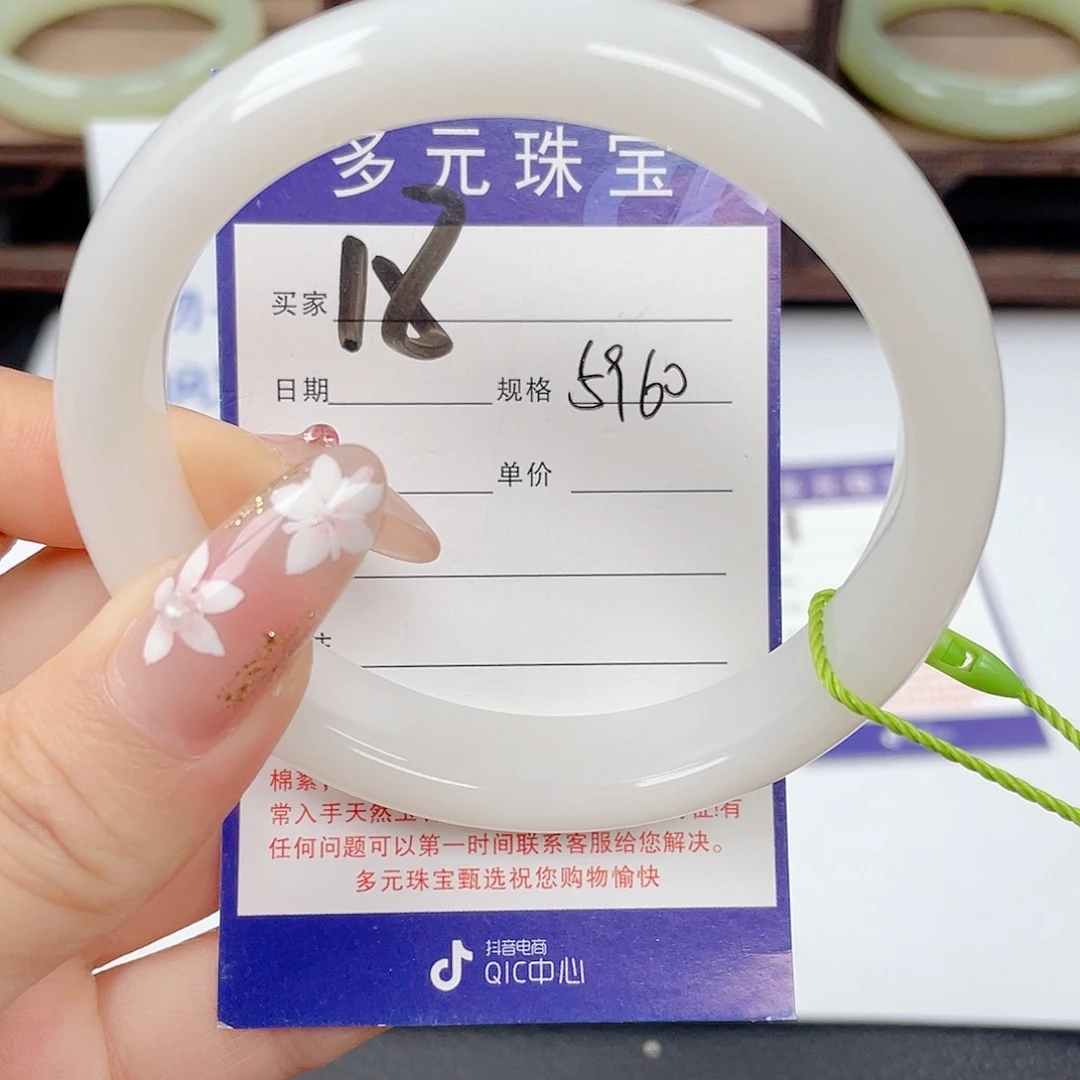 多元珠宝
买家 18
日期 规格 5960
单价
棉絮,
常入手天然 有
任何问题可以第一时间联系客服给您解决。
多元珠宝甄选祝您购物愉快
抖音电商
QIC中心